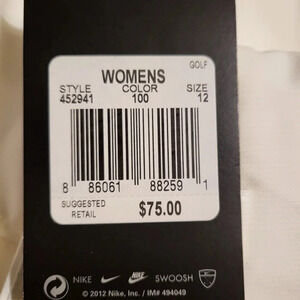 GOLF
WOMENS
STYLE COLOR SIZE
452941 100 12
8 86061 88259 1
SUGGESTED
RETAIL $75.00
NIKE NIKE SWOOSH
© 2012 Nike, Inc. / IM# 494049